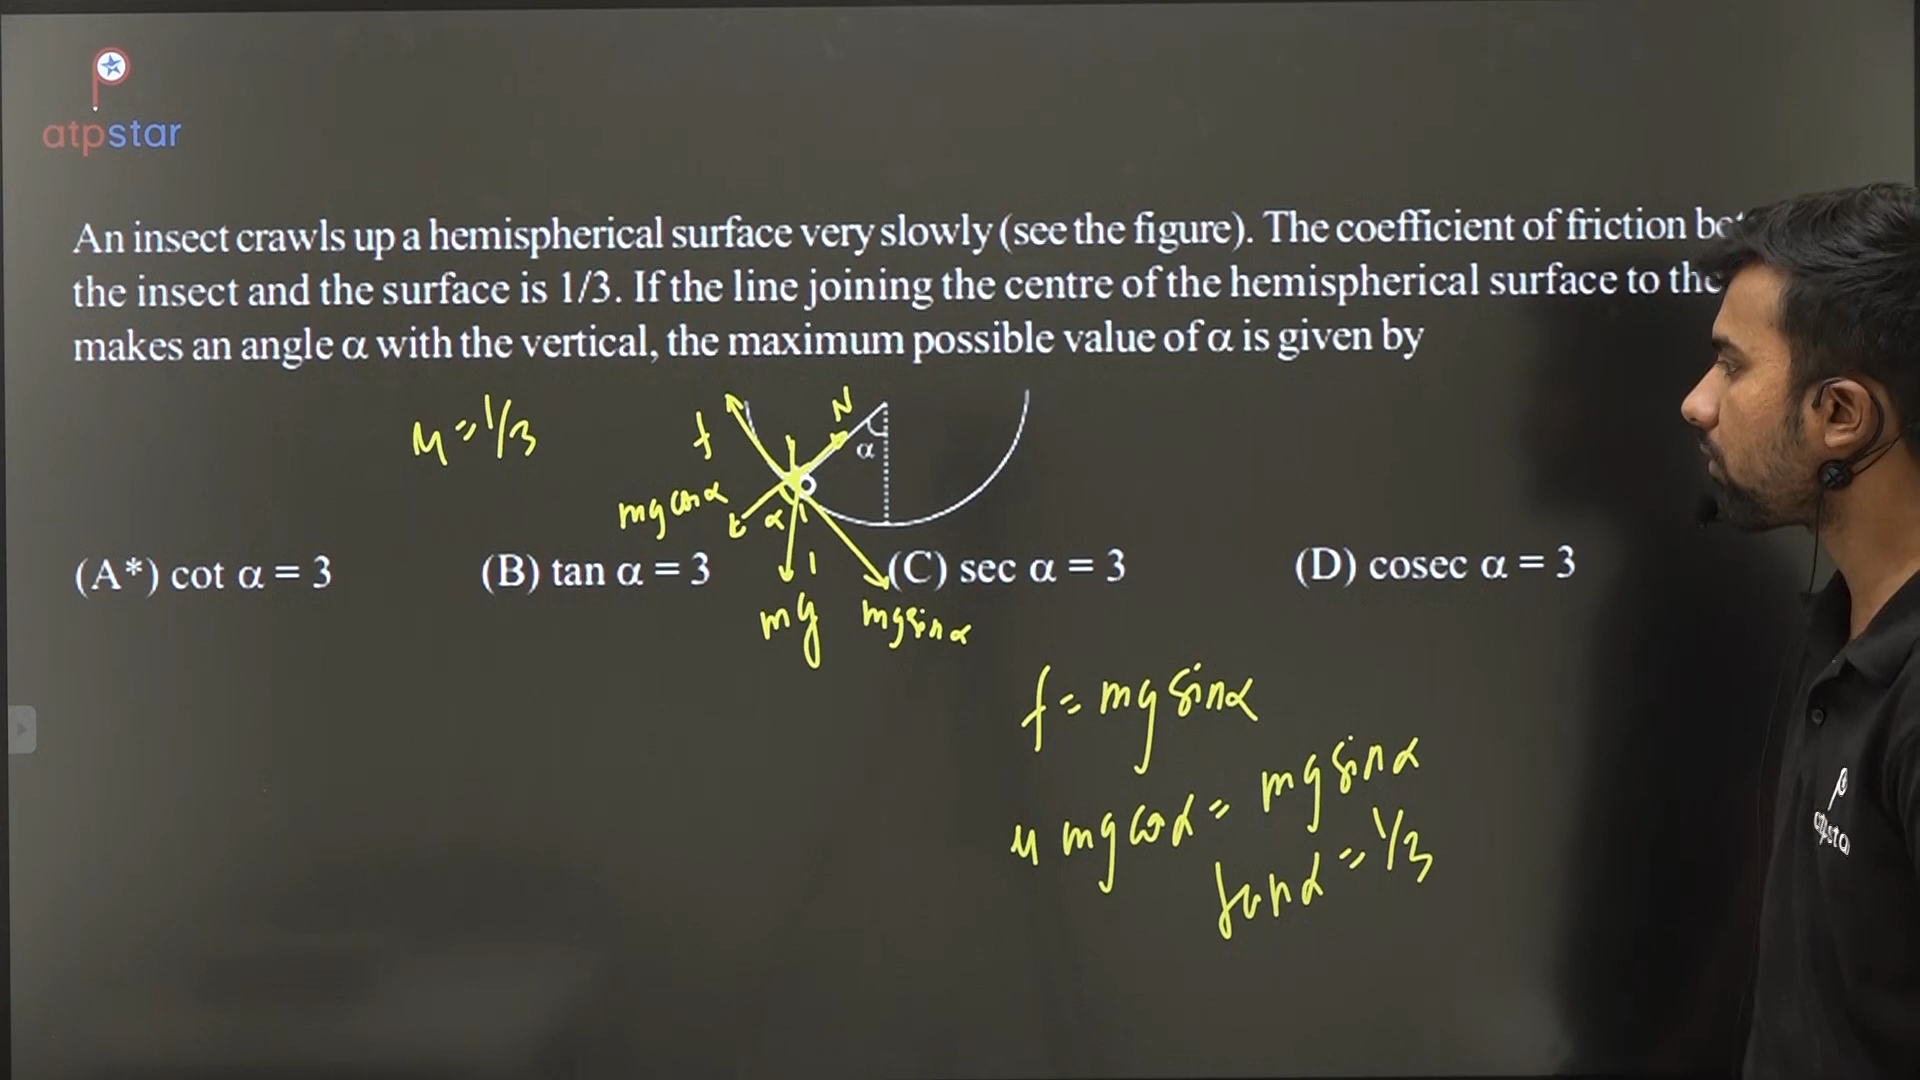 atpstar
An insect crawls up a hemispherical surface very slowly (see the figure). The coefficient of friction
the insect and the surface is 1/3. If the line joining the centre of the hemispherical surface to the
makes an angle α with the vertical, the maximum possible value of α is given by
μ = 1/3
f
N
α
mg cos α
α
(A*) cot α = 3 (B) tan α = 3 (C) sec α = 3 (D) cosec α = 3
mg
mg sin α
f = mg sin α
μ mg cos α = mg sin α
tan α = 1/3